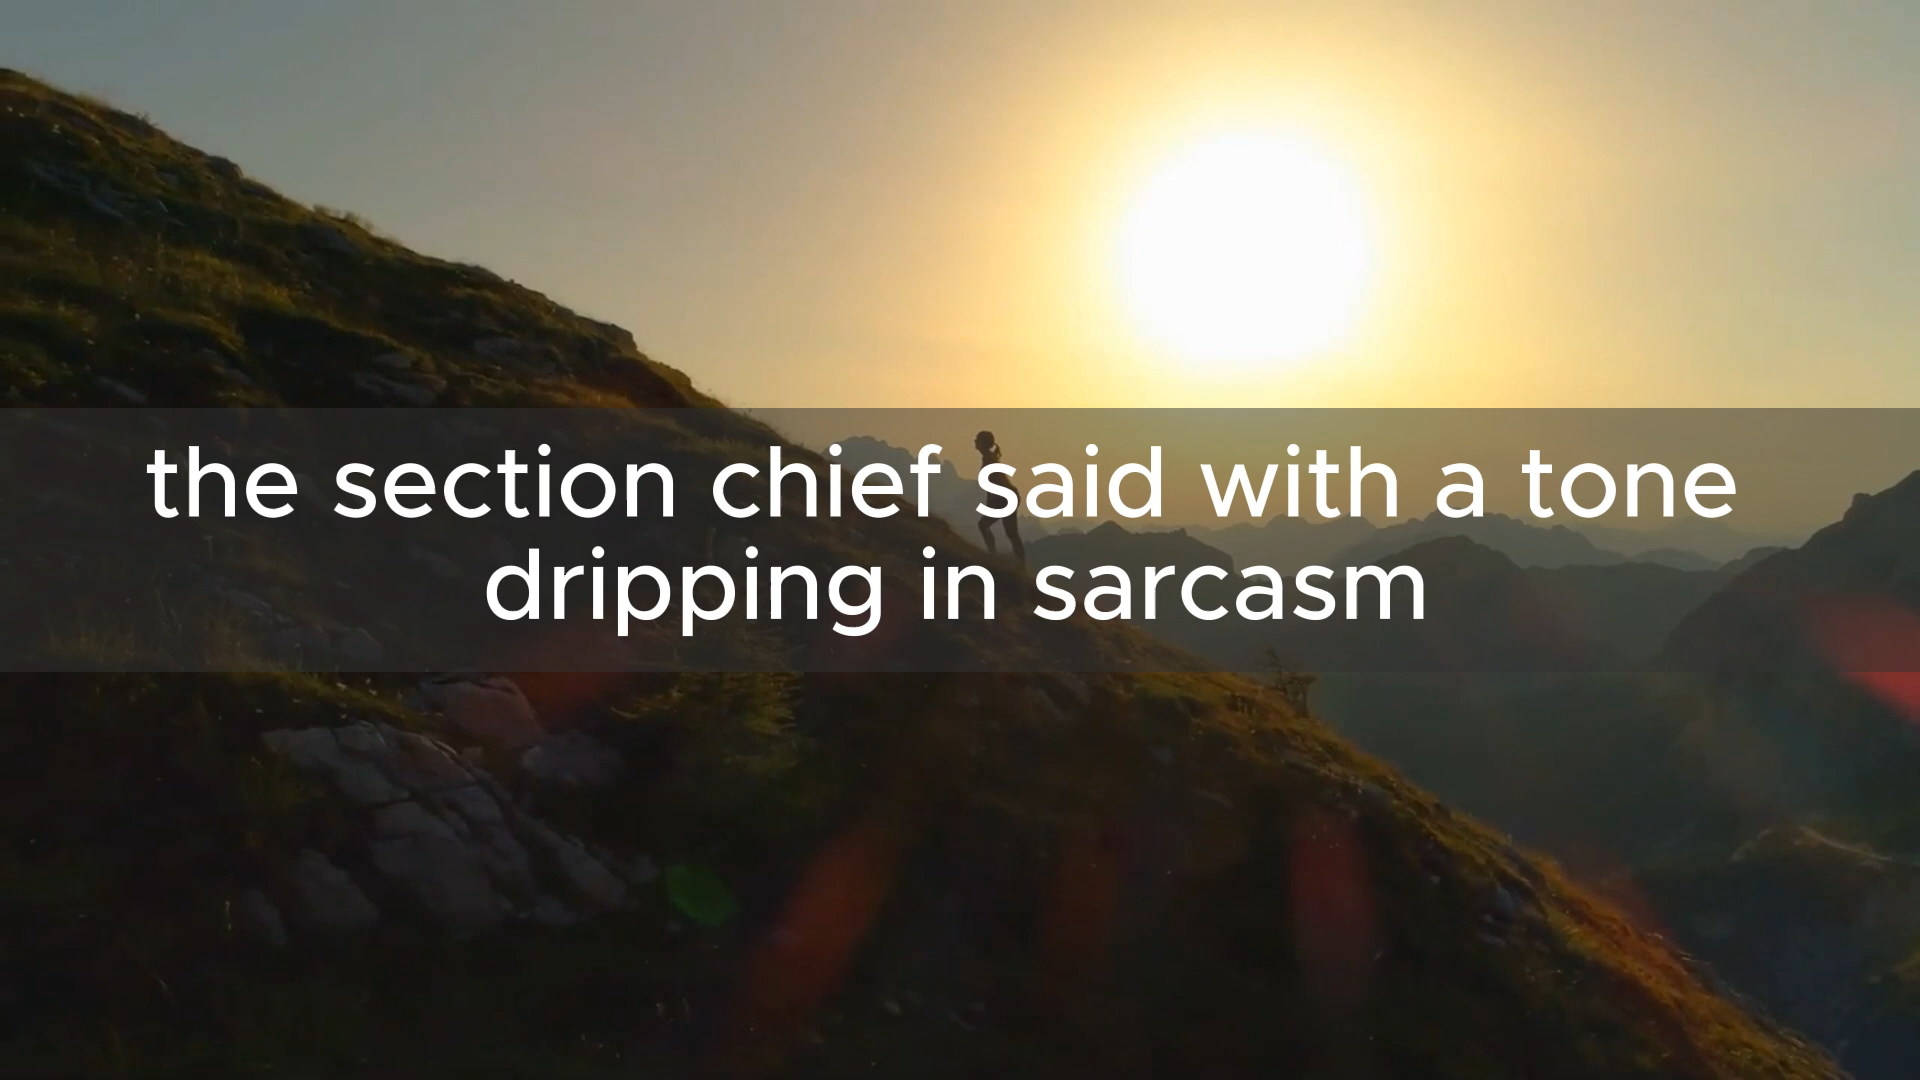 the section chief said with a tone
dripping in sarcasm